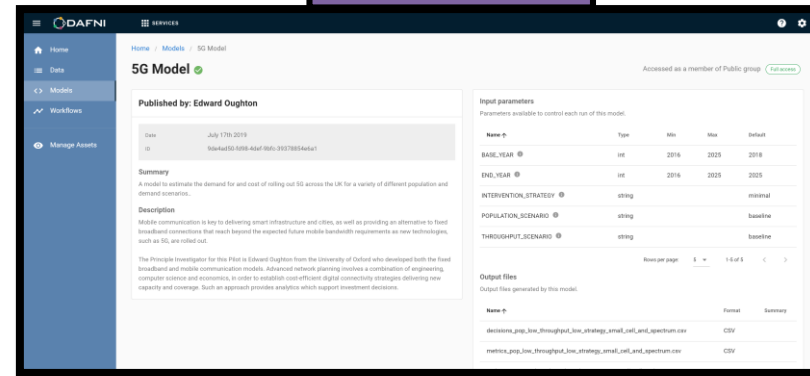 DAFNI
SERVICES
Home
Data
Models
Workflows
Manage Assets
Home / Models / 5G Model
5G Model
Accessed as a member of Public group Full access
Published by: Edward Oughton
Date July 17th 2019
ID
Summary
A model to estimate the demand for and cost of rolling out 5G across the UK for a variety of different population and
demand scenarios..
Description
Mobile communication is key to delivering smart infrastructure and cities, as well as providing an alternative to fixed
broadband connections that reach beyond the expected future mobile bandwidth requirements as new technologies,
such as 5G, are rolled out.
The Principle Investigator for this Pilot is Edward Oughton from the University of Oxford who developed both the fixed
broadband and mobile communication models. Advanced network planning involves a combination of engineering,
computer science and economics, in order to establish cost-efficient digital connectivity strategies delivering new
capacity and coverage. Such an approach provides analytics which support investment decisions.
Input parameters
Parameters available to control each run of this model.
Name Type Min Max Default
BASE_YEAR int 2016 2025 2018
END_YEAR int 2016 2025 2025
INTERVENTION_STRATEGY string minimal
POPULATION_SCENARIO string baseline
THROUGHPUT_SCENARIO string baseline
Rows per page: 5 1-5 of 5
Output files
Output files generated by this model.
Name Format Summary
decisions_pop_low_throughput_low_strategy_small_cell_and_spectrum.csv CSV
metrics_pop_low_throughput_low_strategy_small_cell_and_spectrum.csv CSV